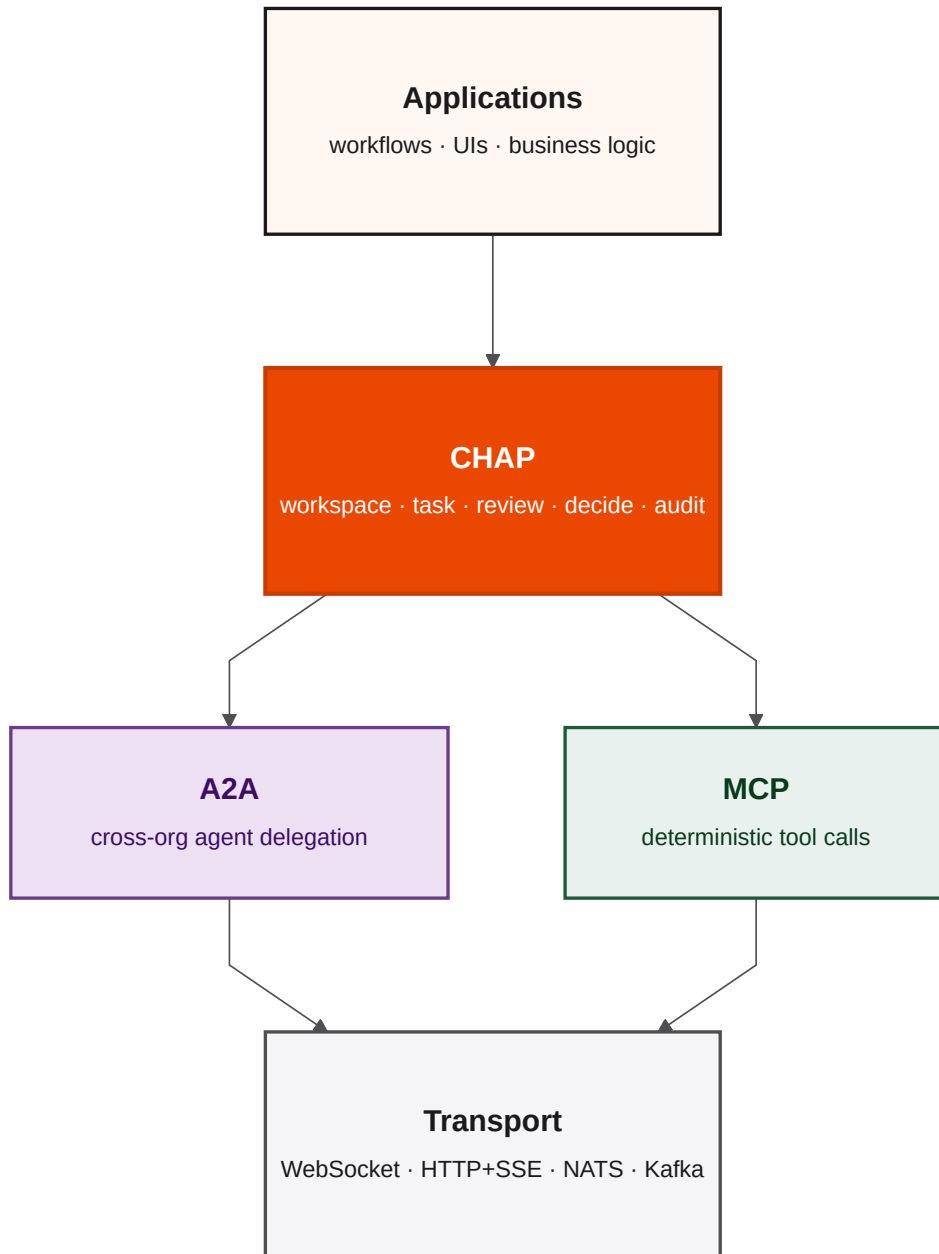 Applications
workflows · UIs · business logic
CHAP
workspace · task · review · decide · audit
A2A
cross-org agent delegation
MCP
deterministic tool calls
Transport
WebSocket · HTTP+SSE · NATS · Kafka